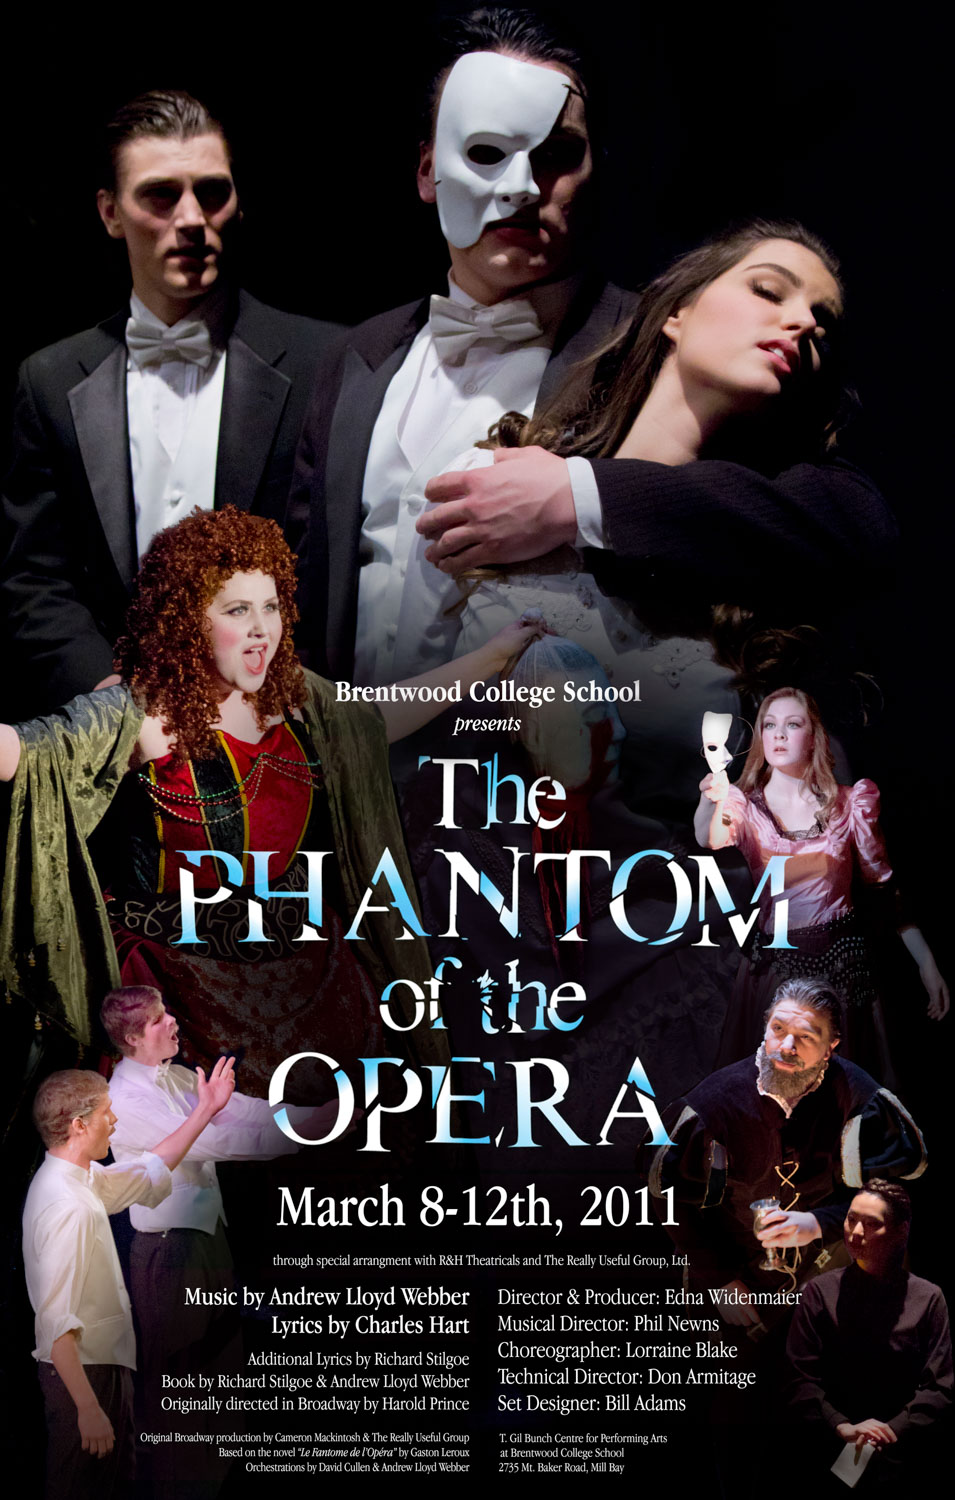 Brentwood College School
presents
The
PHANTOM
of the
OPERA
March 8-12th, 2011
through special arrangment with R&H Theatricals and The Really Useful Group, Ltd.
Music by Andrew Lloyd Webber
Lyrics by Charles Hart
Additional Lyrics by Richard Stilgoe
Book by Richard Stilgoe & Andrew Lloyd Webber
Originally directed in Broadway by Harold Prince
Original Broadway production by Cameron Mackintosh & The Really Useful Group
Based on the novel "Le Fantome de l'Opéra" by Gaston Leroux
Orchestrations by David Cullen & Andrew Lloyd Webber
Director & Producer: Edna Widenmaier
Musical Director: Phil Newns
Choreographer: Lorraine Blake
Technical Director: Don Armitage
Set Designer: Bill Adams
T. Gil Bunch Centre for Performing Arts
at Brentwood College School
2735 Mt. Baker Road, Mill Bay